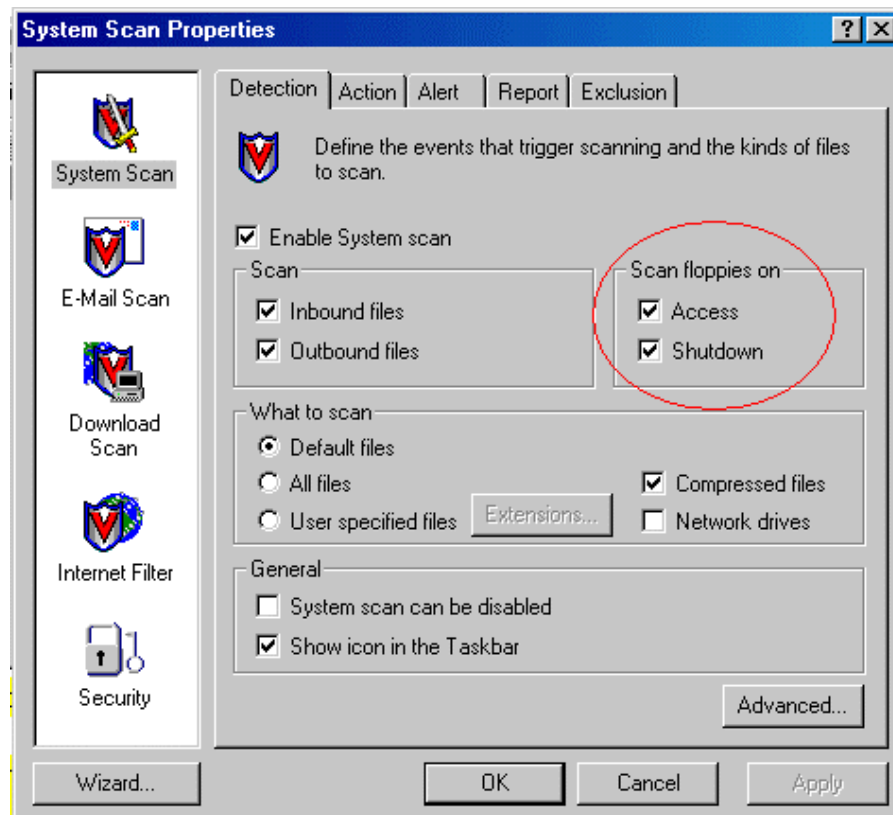 System Scan Properties
System Scan
E-Mail Scan
Download
Scan
Internet Filter
Security
Detection
Action
Alert
Report
Exclusion
Define the events that trigger scanning and the kinds of files
to scan.
Enable System scan
Scan
Inbound files
Outbound files
Scan floppies on
Access
Shutdown
What to scan
Default files
All files
User specified files
Extensions...
Compressed files
Network drives
General
System scan can be disabled
Show icon in the Taskbar
Advanced...
Wizard...
OK
Cancel
Apply